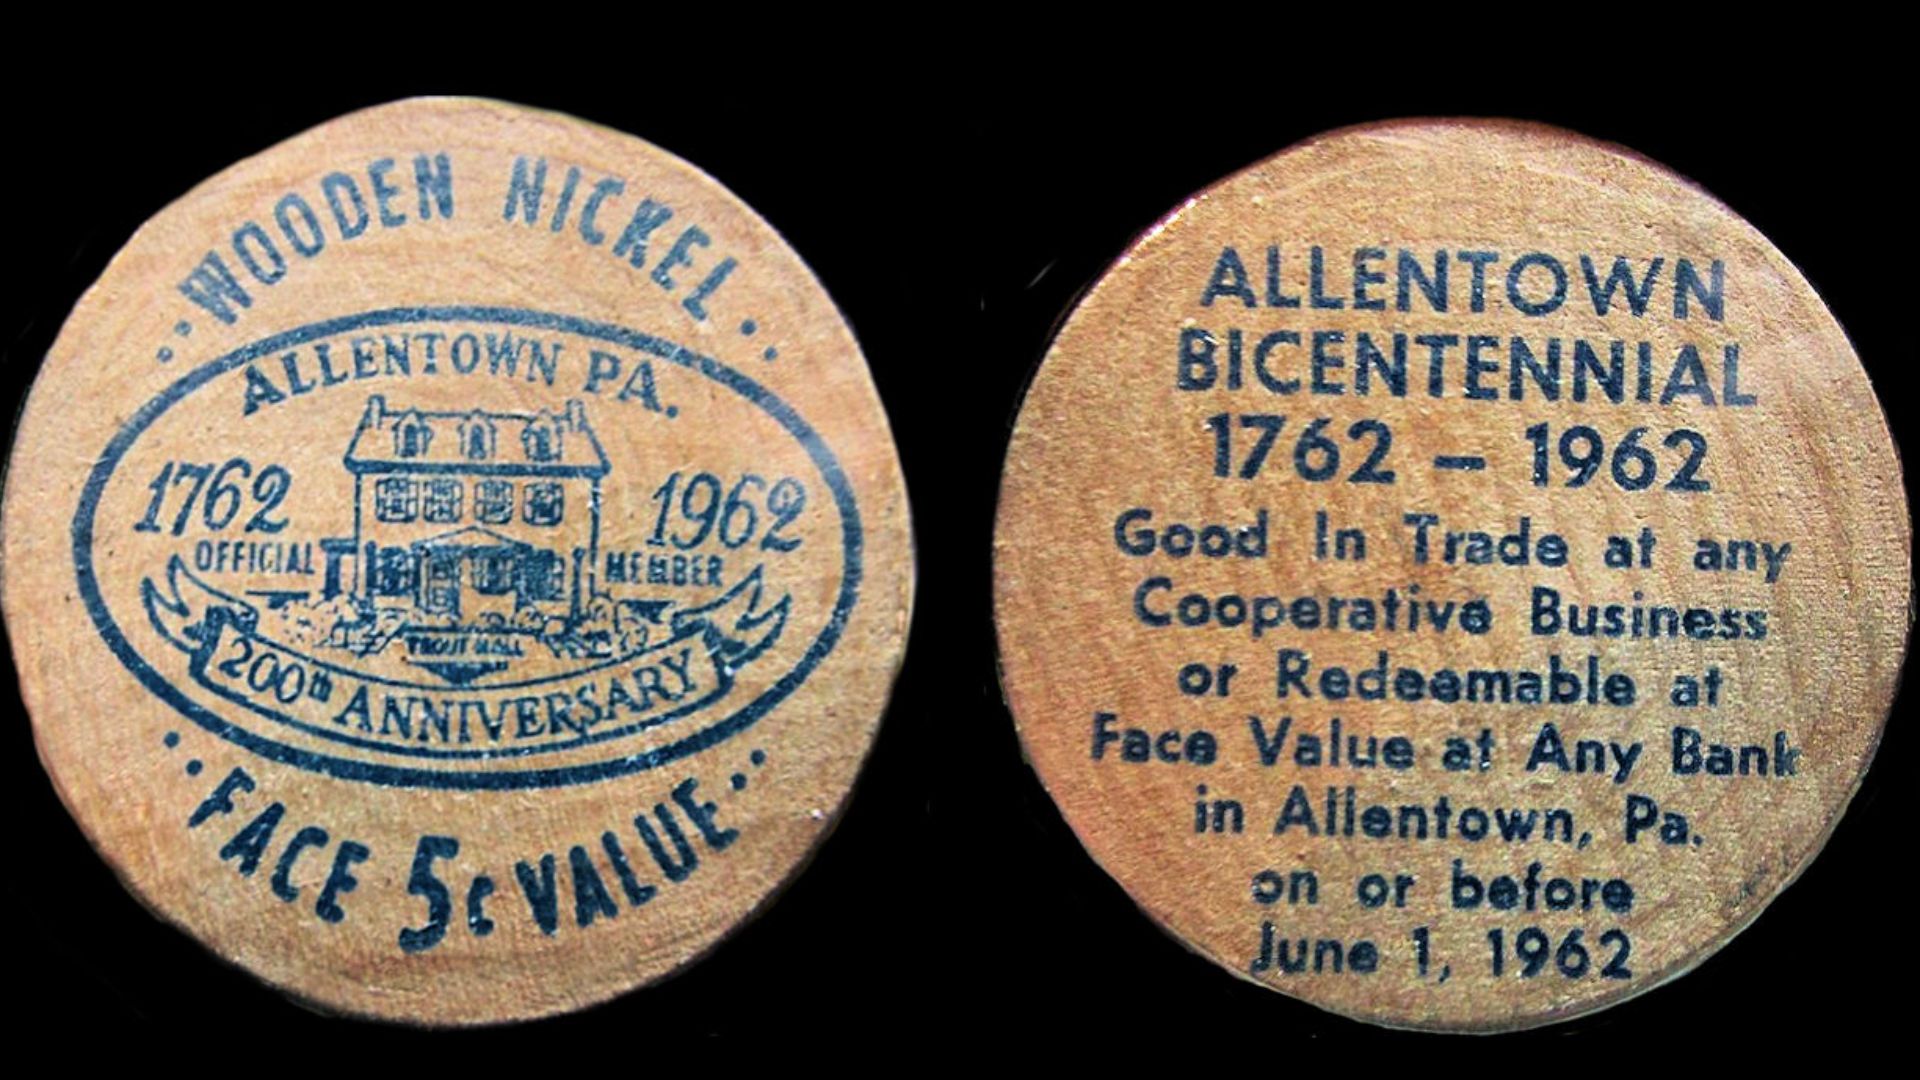 WOODEN NICKEL
ALLENTOWN PA.
1762 1962
OFFICIAL MEMBER
TROUT HALL
200th ANNIVERSARY
FACE 5c VALUE
ALLENTOWN
BICENTENNIAL
1762 – 1962
Good In Trade at any
Cooperative Business
or Redeemable at
Face Value at Any Bank
in Allentown, Pa.
on or before
June 1, 1962